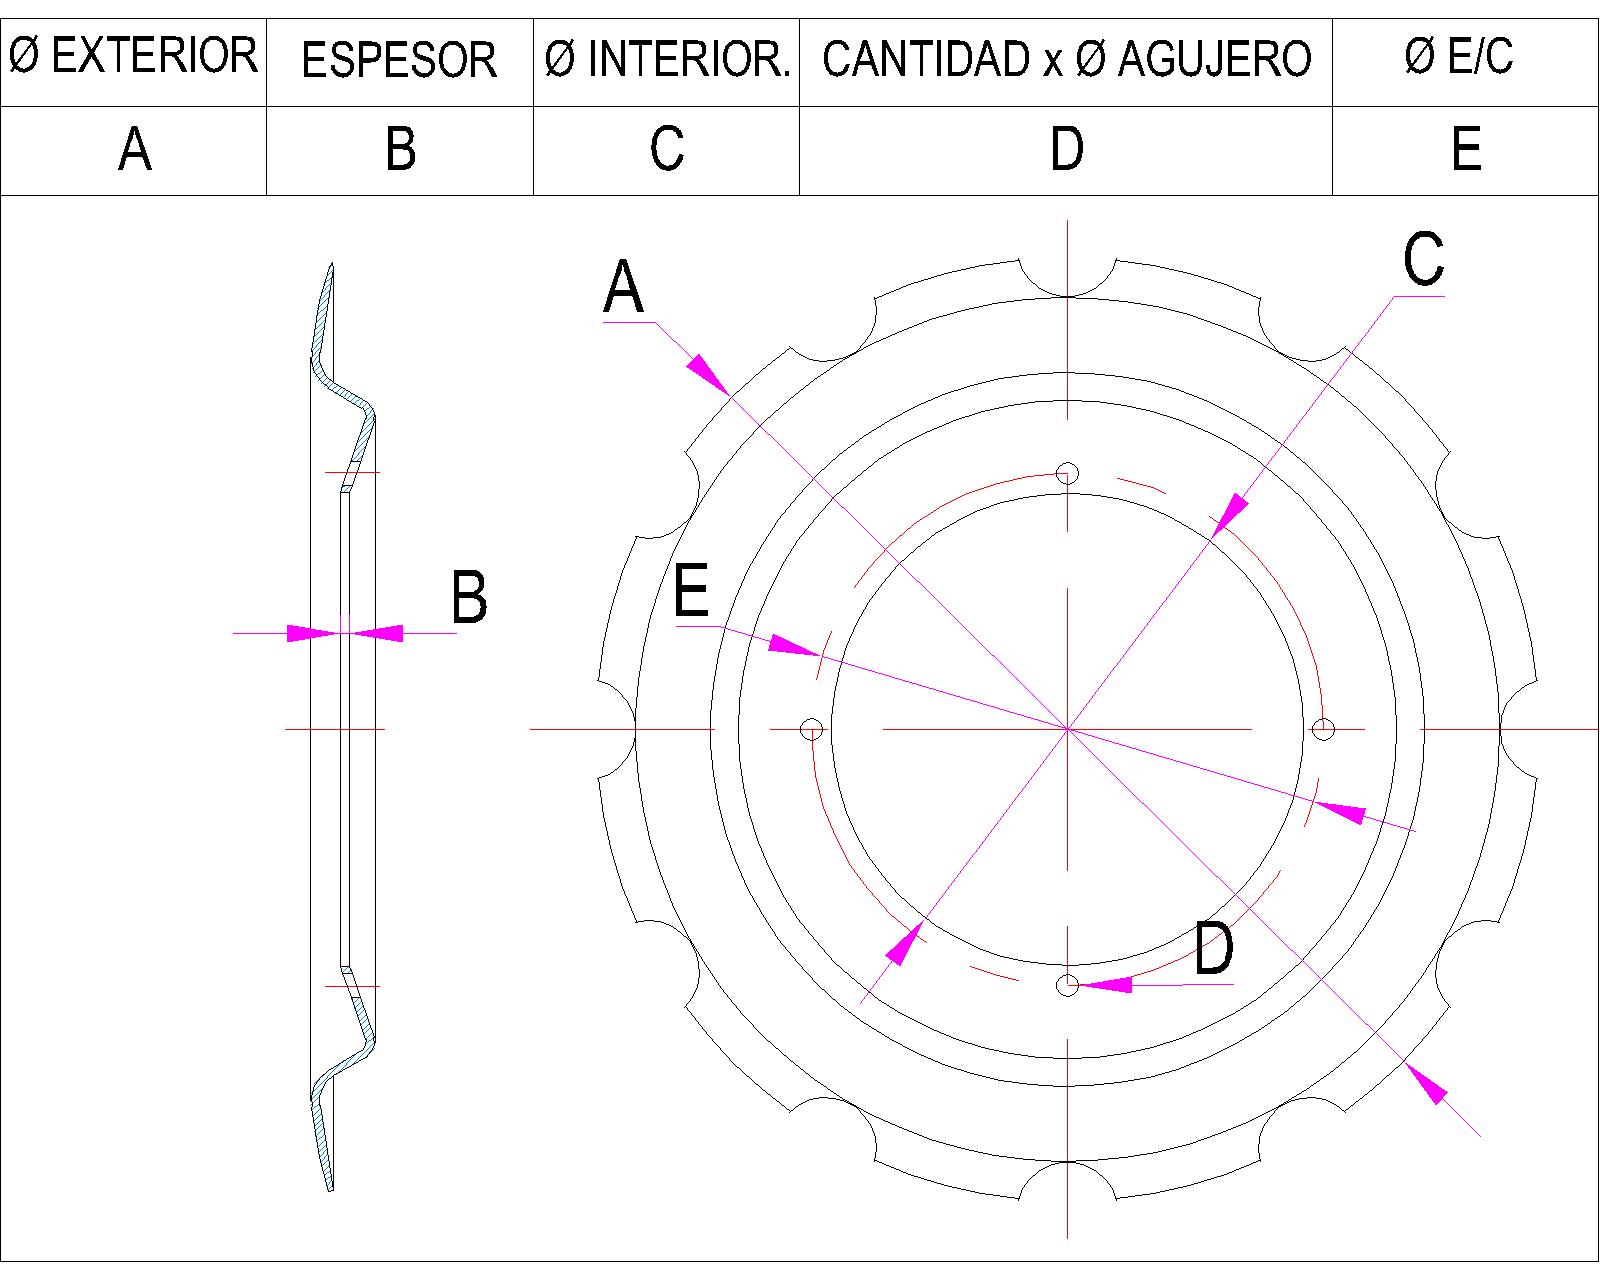 Ø EXTERIOR ESPESOR Ø INTERIOR. CANTIDAD x Ø AGUJERO Ø E/C
A B C D E
A
C
B
E
D